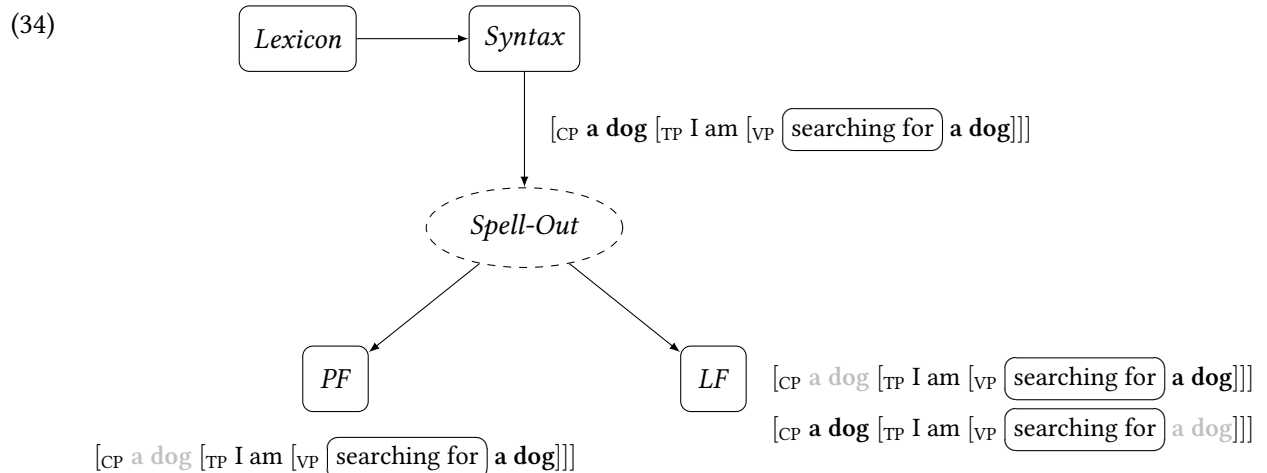 (34)
Lexicon Syntax
[CP a dog [TP I am [VP searching for a dog]]]
Spell-Out
PF LF [CP a dog [TP I am [VP searching for a dog]]]
[CP a dog [TP I am [VP searching for a dog]]]
[CP a dog [TP I am [VP searching for a dog]]]